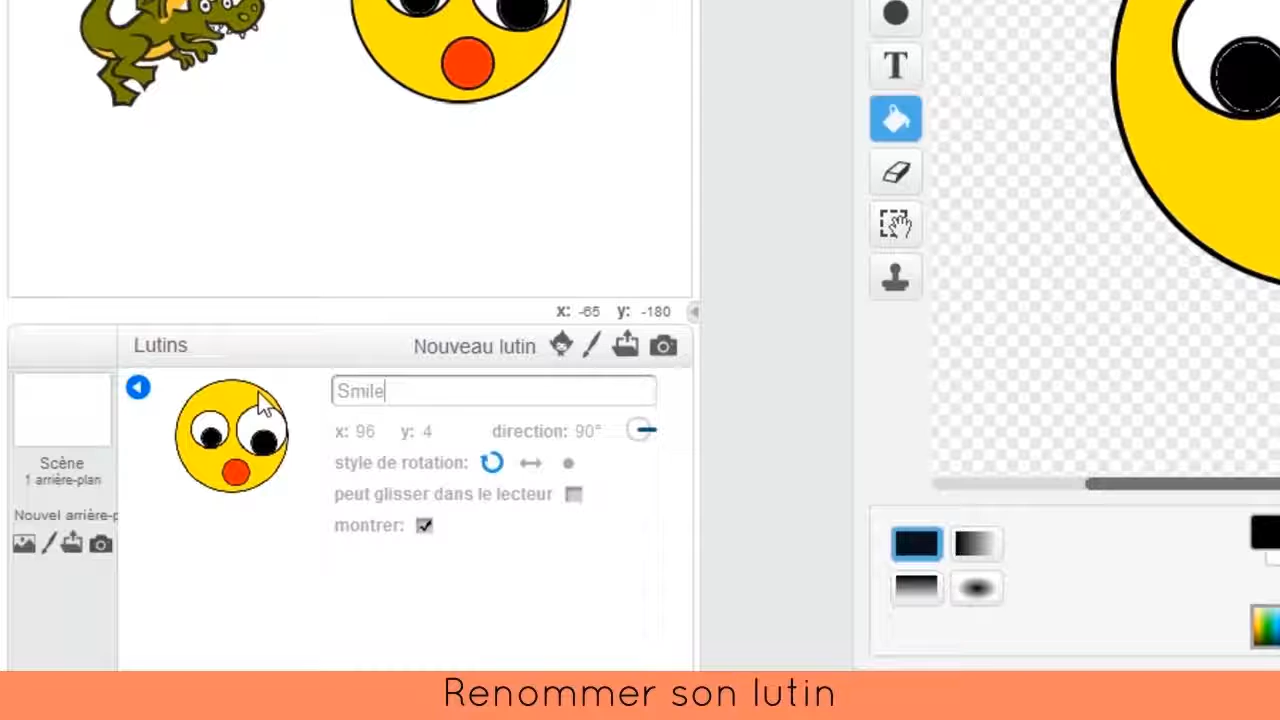 T
x: -65 y: -180
Lutins
Nouveau lutin
Smile
x: 96 y: 4 direction: 90°
style de rotation:
peut glisser dans le lecteur
montrer:
Scène
1 arrière-plan
Nouvel arrière-p
Renommer son lutin